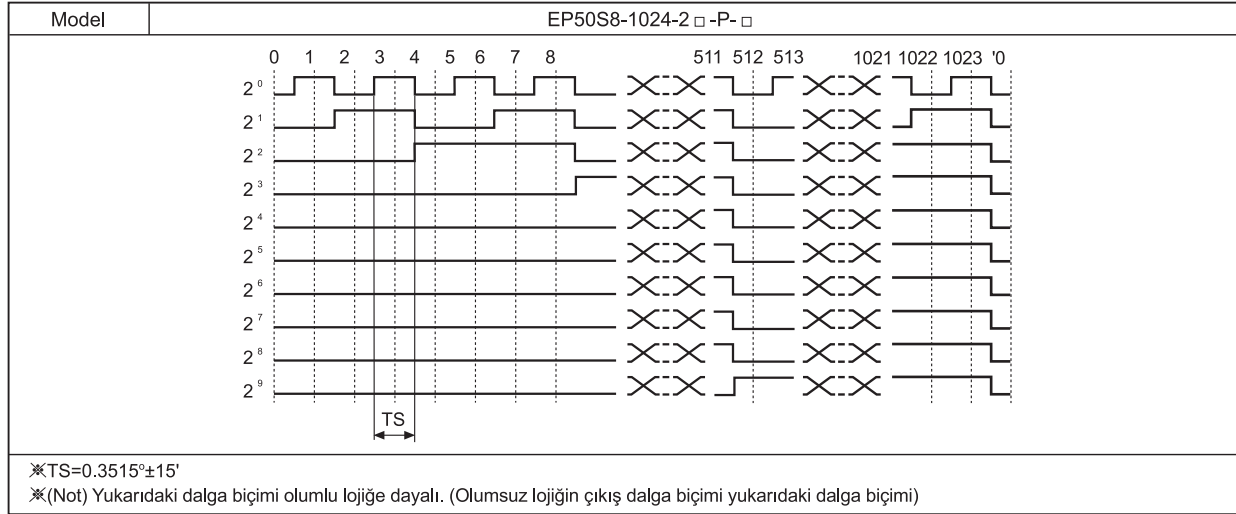 Model EP50S8-1024-2 □ -P- □
0 1 2 3 4 5 6 7 8 511 512 513 1021 1022 1023 '0
2⁰
2¹
2²
2³
2⁴
2⁵
2⁶
2⁷
2⁸
2⁹
TS
※TS=0.3515°±15'
※(Not) Yukarıdaki dalga biçimi olumlu lojiğe dayalı. (Olumsuz lojiğin çıkış dalga biçimi yukarıdaki dalga biçimi)